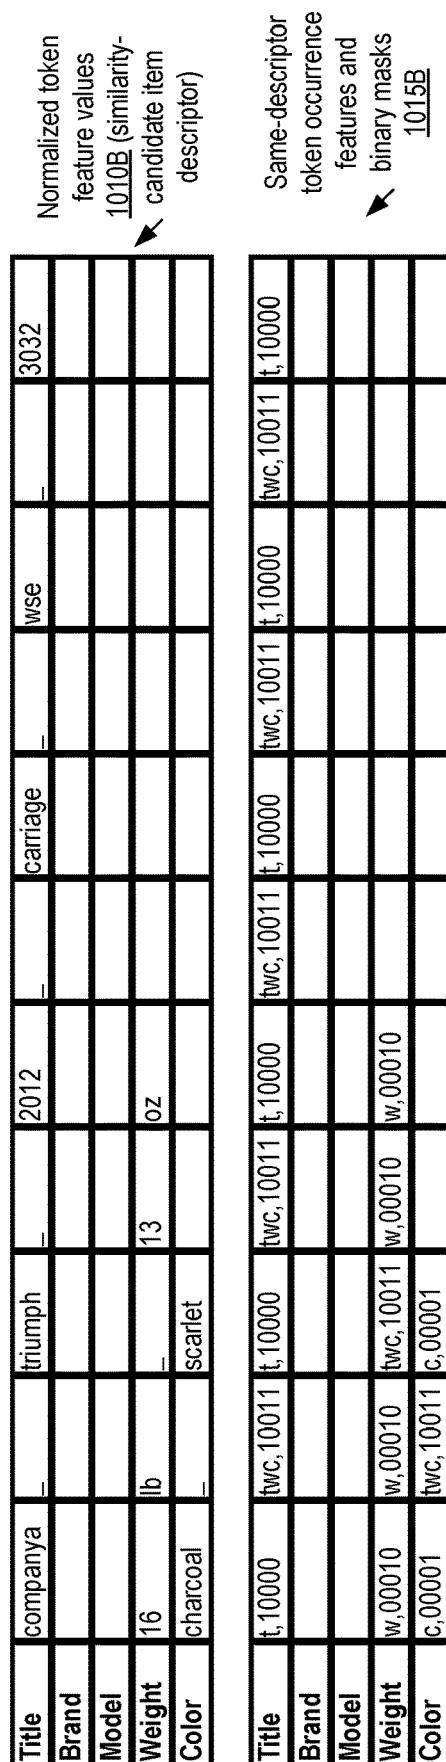 Title companya _ triumph _ 2012 _ carriage _ wse _ 3032
Brand
Model
Weight 16 lb _ 13 oz
Color charcoal _ scarlet
Normalized token
feature values
1010B (similarity-
candidate item
descriptor)
Title t,10000 twc,10011 t,10000 twc,10011 t,10000 twc,10011 t,10000 twc,10011 t,10000 twc,10011 t,10000
Brand
Model
Weight w,00010 w,00010 twc,10011 w,00010 w,00010
Color c,00001 twc,10011 c,00001
Same-descriptor
token occurrence
features and
binary masks
1015B